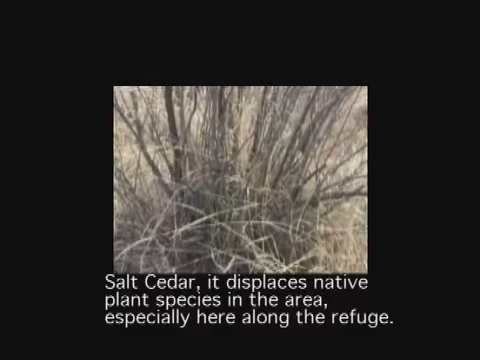 Salt Cedar, it displaces native
plant species in the area,
especially here along the refuge.